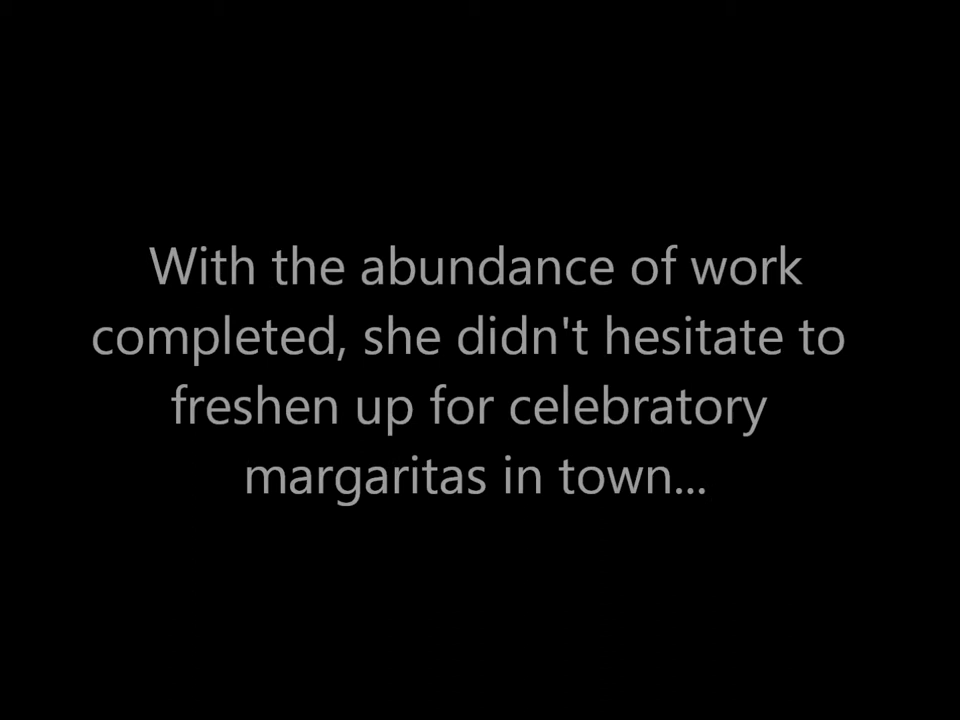 With the abundance of work
completed, she didn't hesitate to
freshen up for celebratory
margaritas in town...